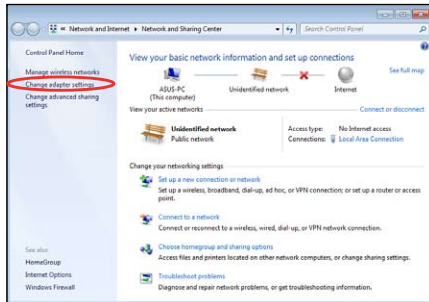 « Network and Internet ▸ Network and Sharing Center
Search Control Panel
Control Panel Home
Manage wireless networks
Change adapter settings
Change advanced sharing
settings
See also
HomeGroup
Internet Options
Windows Firewall
View your basic network information and set up connections
See full map
ASUS-PC
(This computer)
Unidentified network
Internet
View your active networks
Connect or disconnect
Unidentified network
Public network
Access type: No Internet access
Connections: Local Area Connection
Change your networking settings
Set up a new connection or network
Set up a wireless, broadband, dial-up, ad hoc, or VPN connection; or set up a router or access
point.
Connect to a network
Connect or reconnect to a wireless, wired, dial-up, or VPN network connection.
Choose homegroup and sharing options
Access files and printers located on other network computers, or change sharing settings.
Troubleshoot problems
Diagnose and repair network problems, or get troubleshooting information.